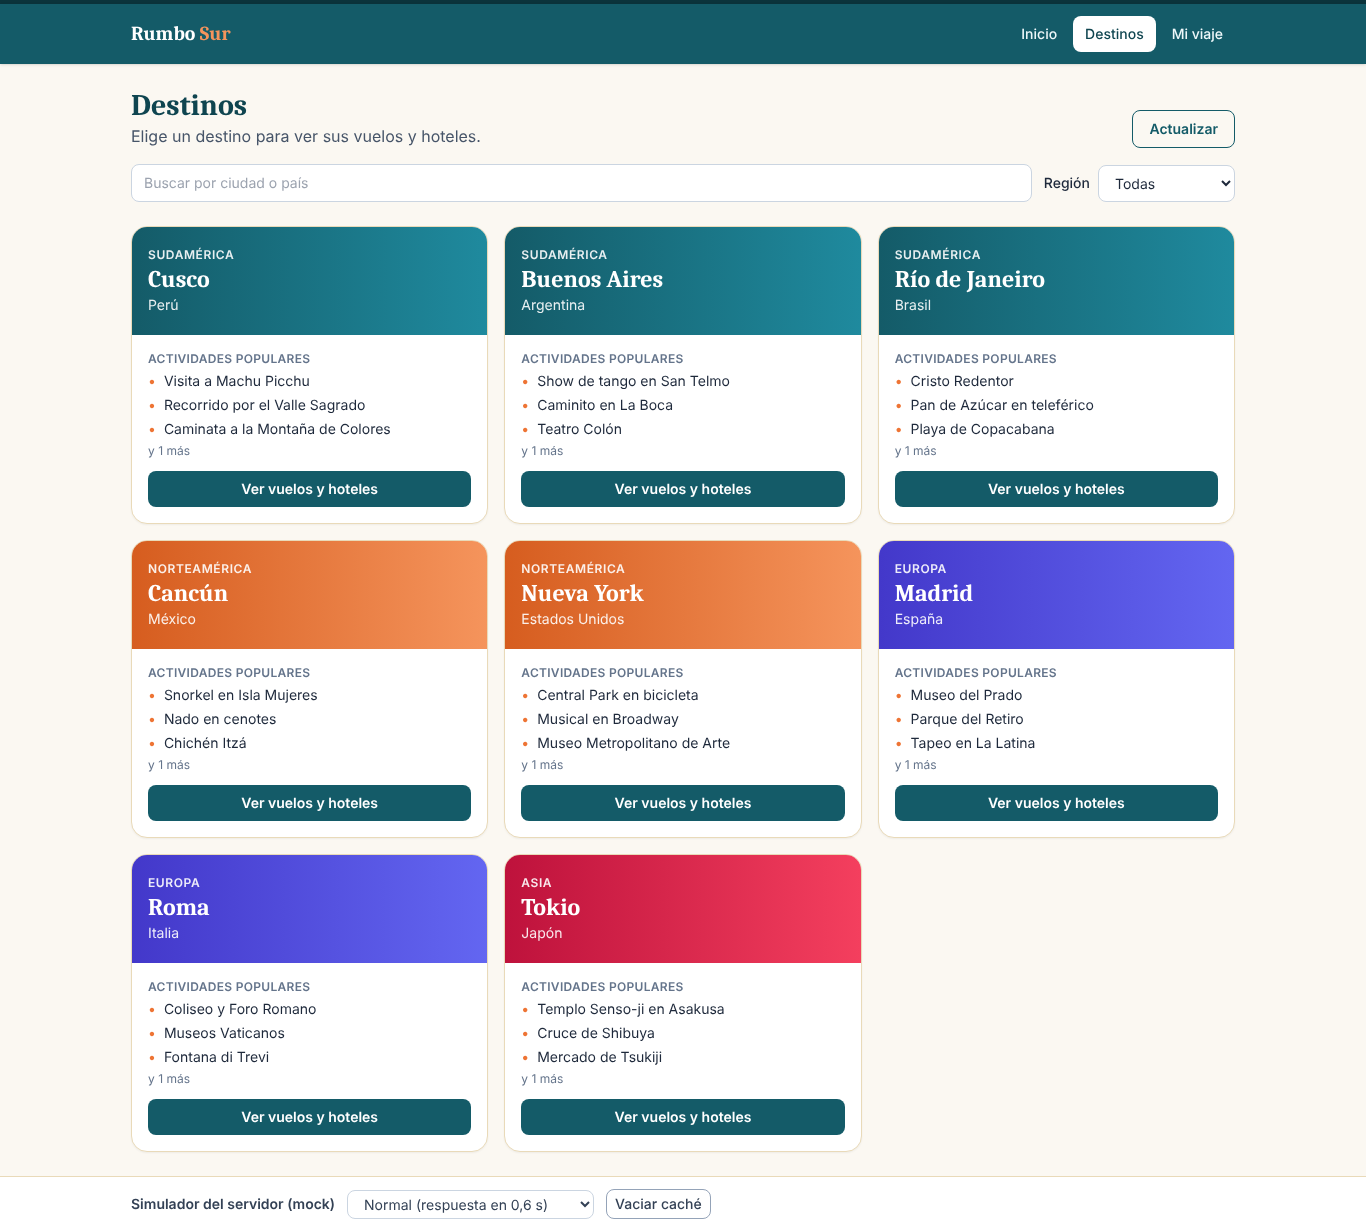 Rumbo Sur
Inicio
Destinos
Mi viaje
Destinos
Elige un destino para ver sus vuelos y hoteles.
Actualizar
Buscar por ciudad o país
Región
Todas
SUDAMÉRICA
Cusco
Perú
ACTIVIDADES POPULARES
Visita a Machu Picchu
Recorrido por el Valle Sagrado
Caminata a la Montaña de Colores
y 1 más
Ver vuelos y hoteles
SUDAMÉRICA
Buenos Aires
Argentina
ACTIVIDADES POPULARES
Show de tango en San Telmo
Caminito en La Boca
Teatro Colón
y 1 más
Ver vuelos y hoteles
SUDAMÉRICA
Río de Janeiro
Brasil
ACTIVIDADES POPULARES
Cristo Redentor
Pan de Azúcar en teleférico
Playa de Copacabana
y 1 más
Ver vuelos y hoteles
NORTEAMÉRICA
Cancún
México
ACTIVIDADES POPULARES
Snorkel en Isla Mujeres
Nado en cenotes
Chichén Itzá
y 1 más
Ver vuelos y hoteles
NORTEAMÉRICA
Nueva York
Estados Unidos
ACTIVIDADES POPULARES
Central Park en bicicleta
Musical en Broadway
Museo Metropolitano de Arte
y 1 más
Ver vuelos y hoteles
EUROPA
Madrid
España
ACTIVIDADES POPULARES
Museo del Prado
Parque del Retiro
Tapeo en La Latina
y 1 más
Ver vuelos y hoteles
EUROPA
Roma
Italia
ACTIVIDADES POPULARES
Coliseo y Foro Romano
Museos Vaticanos
Fontana di Trevi
y 1 más
Ver vuelos y hoteles
ASIA
Tokio
Japón
ACTIVIDADES POPULARES
Templo Senso-ji en Asakusa
Cruce de Shibuya
Mercado de Tsukiji
y 1 más
Ver vuelos y hoteles
Simulador del servidor (mock)
Normal (respuesta en 0,6 s)
Vaciar caché